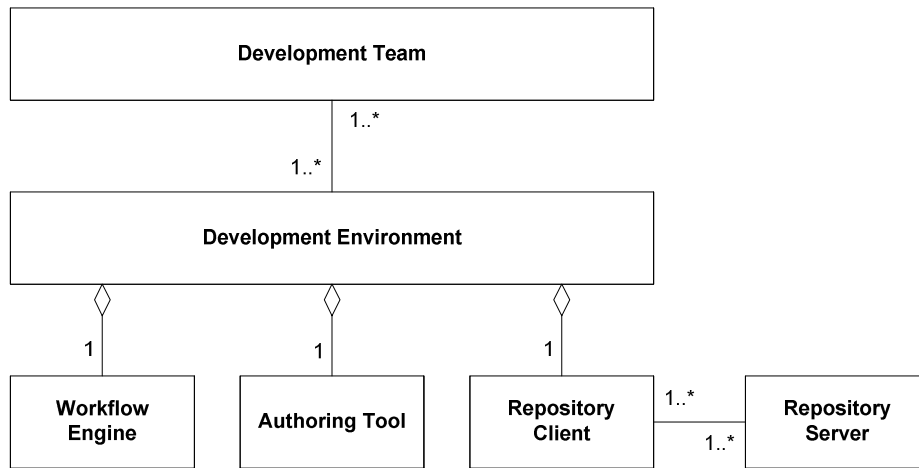 Development Team
1..*
1..*
Development Environment
1
1
1
Workflow
Engine
Authoring Tool
Repository
Client
1..*
1..*
Repository
Server